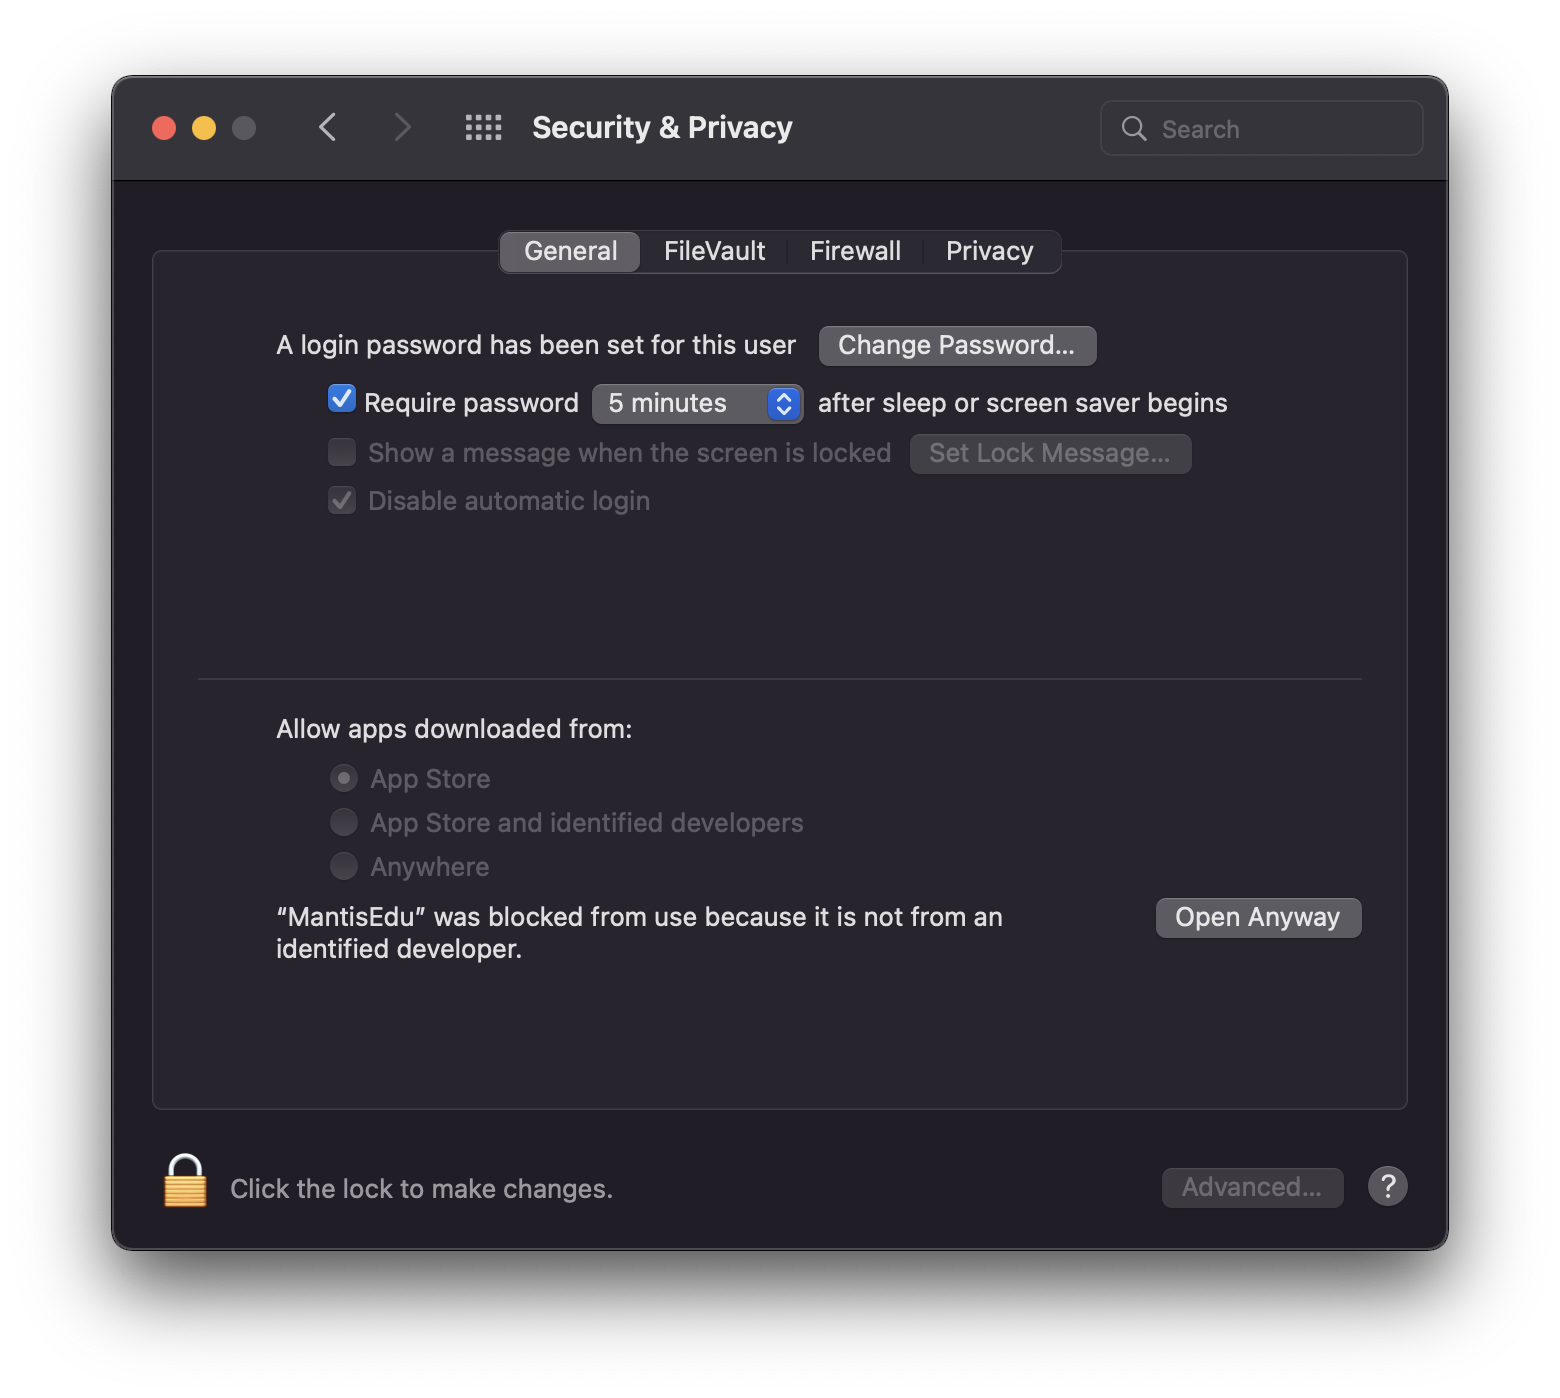 Security & Privacy
Search
General
FileVault
Firewall
Privacy
A login password has been set for this user
Change Password...
Require password
5 minutes
after sleep or screen saver begins
Show a message when the screen is locked
Set Lock Message...
Disable automatic login
Allow apps downloaded from:
App Store
App Store and identified developers
Anywhere
“MantisEdu” was blocked from use because it is not from an
identified developer.
Open Anyway
Click the lock to make changes.
Advanced...
?